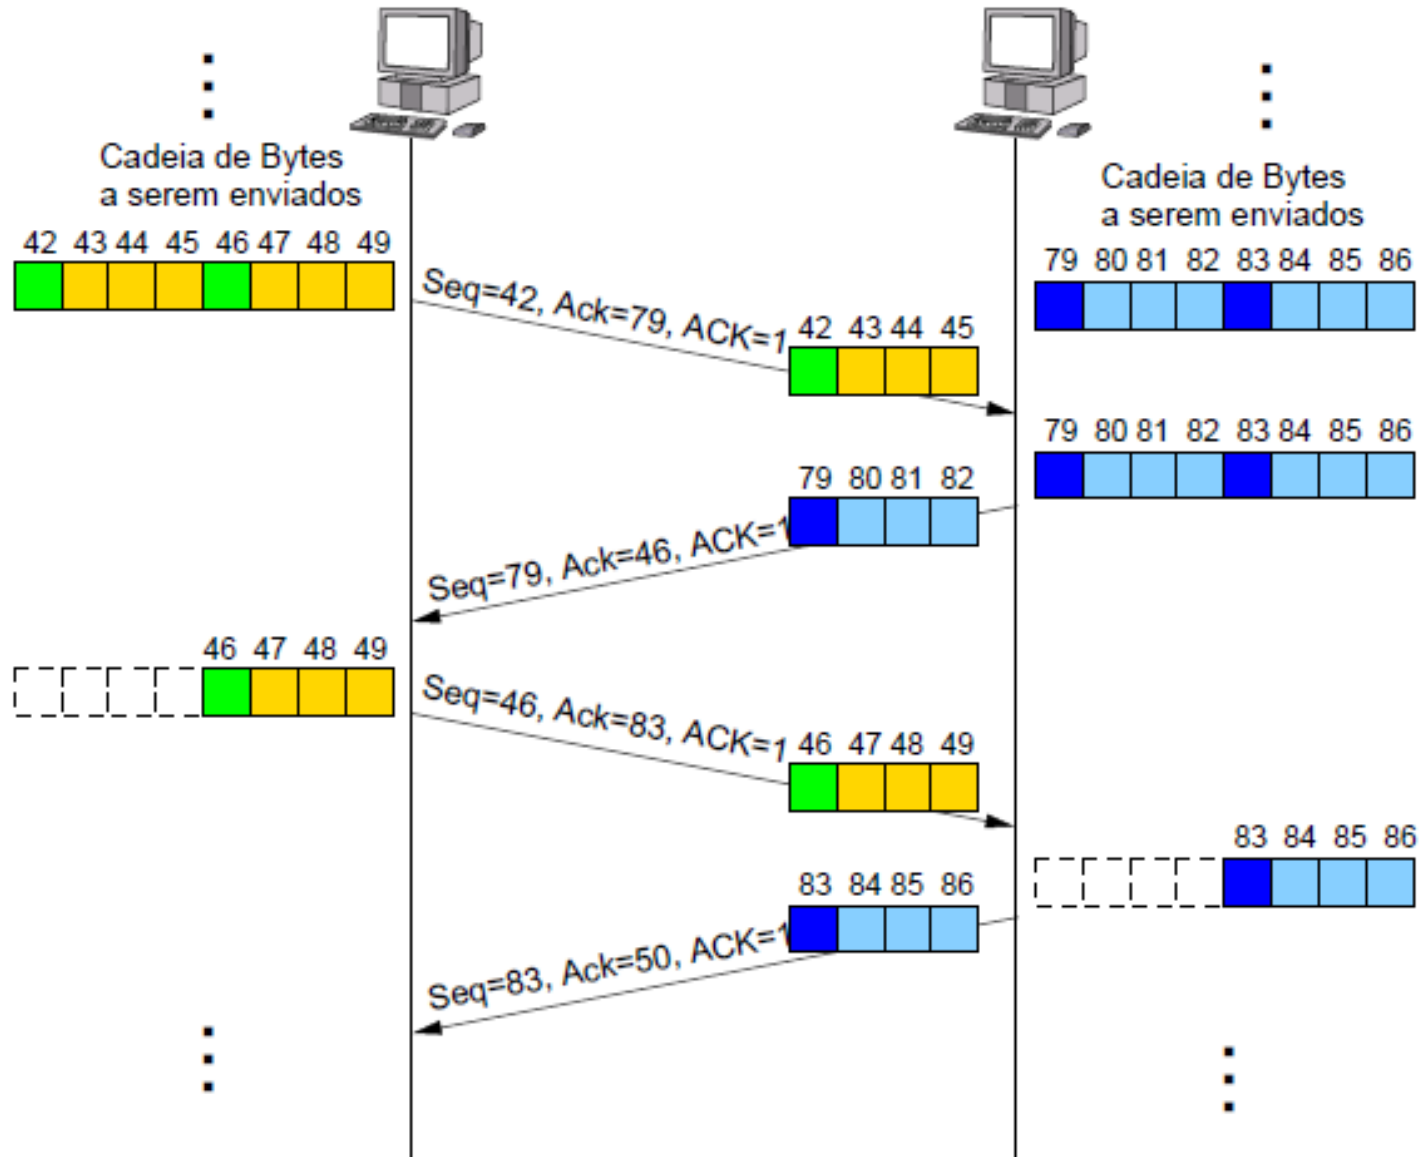 Cadeia de Bytes
a serem enviados
42 43 44 45 46 47 48 49
Cadeia de Bytes
a serem enviados
79 80 81 82 83 84 85 86
Seq=42, Ack=79, ACK=1
42 43 44 45
79 80 81 82 83 84 85 86
79 80 81 82
Seq=79, Ack=46, ACK=1
46 47 48 49
Seq=46, Ack=83, ACK=1
46 47 48 49
83 84 85 86
83 84 85 86
Seq=83, Ack=50, ACK=1